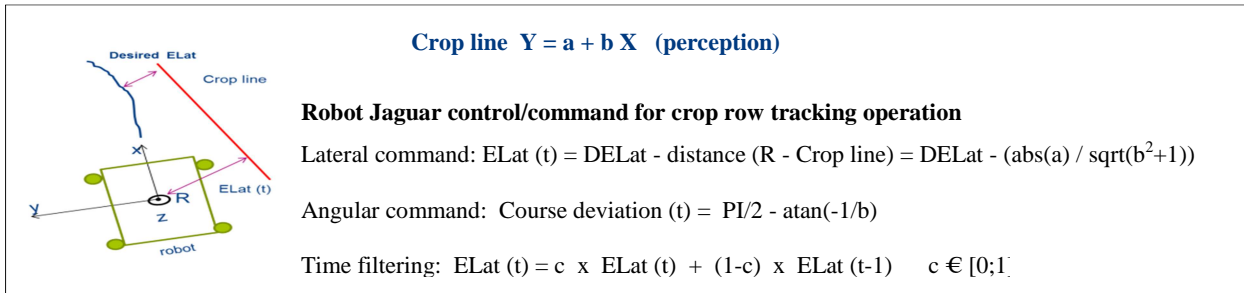 Crop line Y = a + b X (perception)
Desired ELat
Crop line
x
R
ELat (t)
y
z
robot
Robot Jaguar control/command for crop row tracking operation
Lateral command: ELat (t) = DELat - distance (R - Crop line) = DELat - (abs(a) / sqrt(b²+1))
Angular command: Course deviation (t) = PI/2 - atan(-1/b)
Time filtering: ELat (t) = c x ELat (t) + (1-c) x ELat (t-1) c € [0;1]